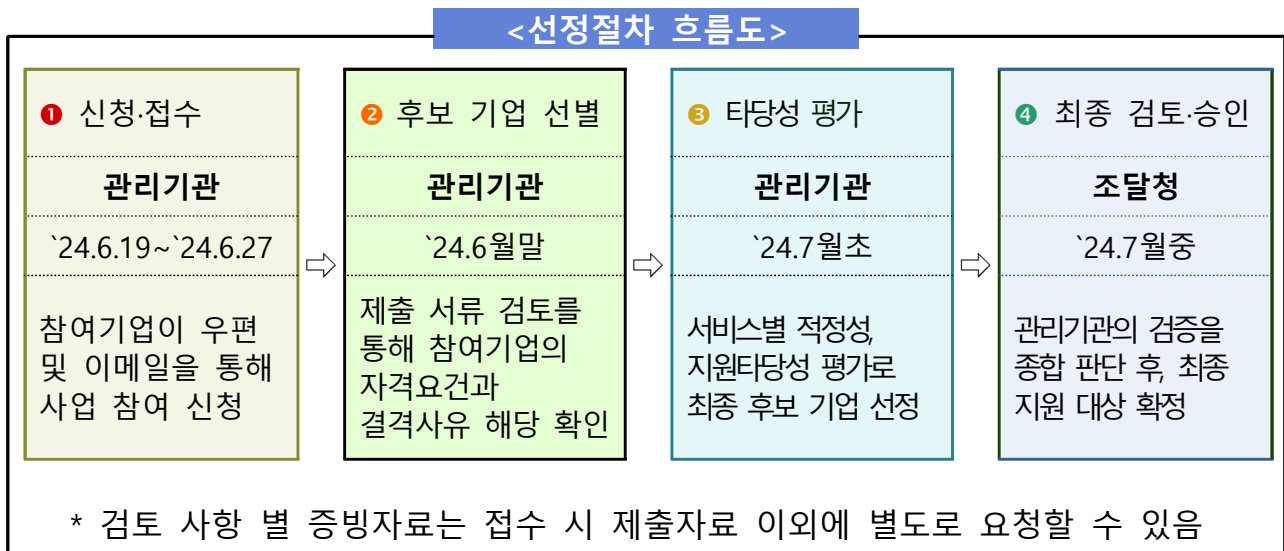 <선정절차 흐름도>
❶ 신청·접수
관리기관
`24.6.19~`24.6.27
참여기업이 우편
및 이메일을 통해
사업 참여 신청
⇨
❷ 후보 기업 선별
관리기관
`24.6월말
제출 서류 검토를
통해 참여기업의
자격요건과
결격사유 해당 확인
⇨
❸ 타당성 평가
관리기관
`24.7월초
서비스별 적정성,
지원타당성 평가로
최종 후보 기업 선정
⇨
❹ 최종 검토·승인
조달청
`24.7월중
관리기관의 검증을
종합 판단 후, 최종
지원 대상 확정
* 검토 사항 별 증빙자료는 접수 시 제출자료 이외에 별도로 요청할 수 있음